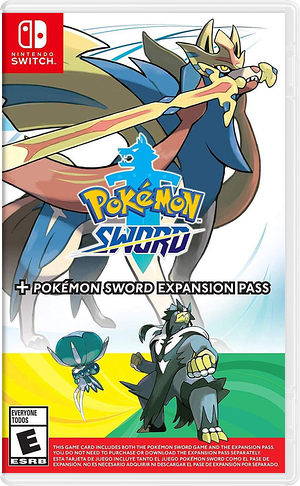 NINTENDO
SWITCH
POKéMON
SWORD
+ POKÉMON SWORD EXPANSION PASS
EVERYONE
TODOS
E
ESRB
THIS GAME CARD INCLUDES BOTH THE POKÉMON SWORD GAME AND THE EXPANSION PASS.
YOU DO NOT NEED TO PURCHASE OR DOWNLOAD THE EXPANSION PASS SEPARATELY.
ESTA TARJETA DE JUEGO INCLUYE TANTO EL JUEGO POKÉMON SWORD COMO EL PASE DE
EXPANSIÓN. NO ES NECESARIO ADQUIRIR NI DESCARGAR EL PASE DE EXPANSIÓN POR SEPARADO.